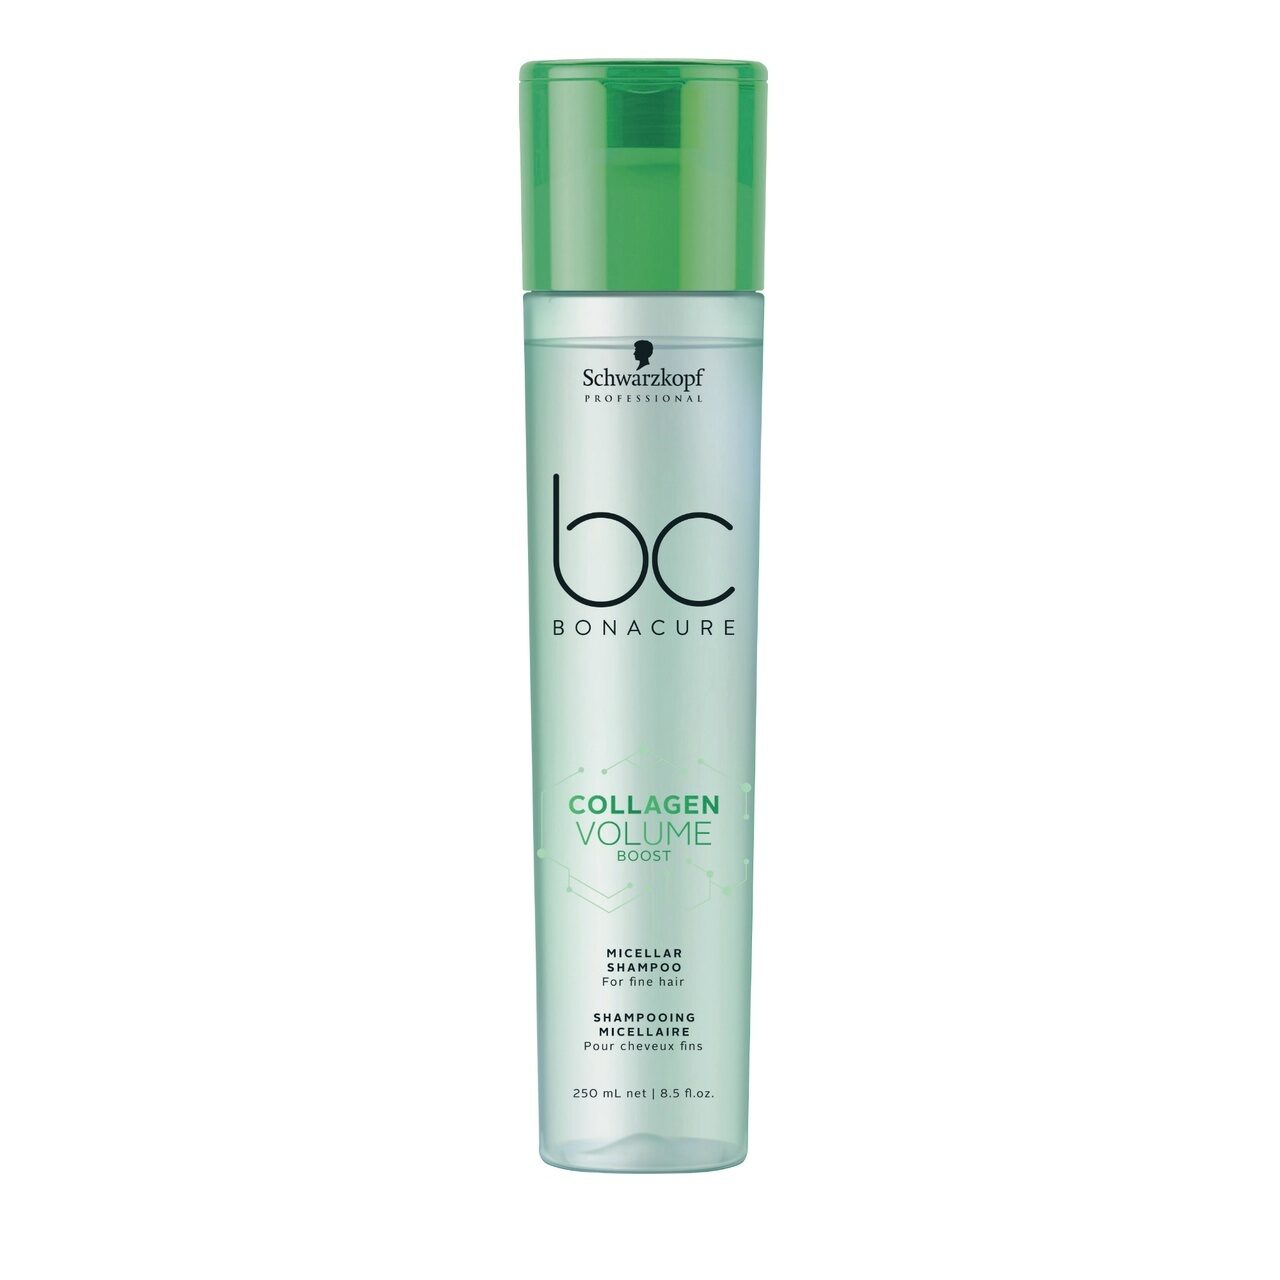 Schwarzkopf
PROFESSIONAL
bc
BONACURE
COLLAGEN
VOLUME
BOOST
MICELLAR
SHAMPOO
For fine hair
SHAMPOOING
MICELLAIRE
Pour cheveux fins
250 mL net | 8.5 fl.oz.